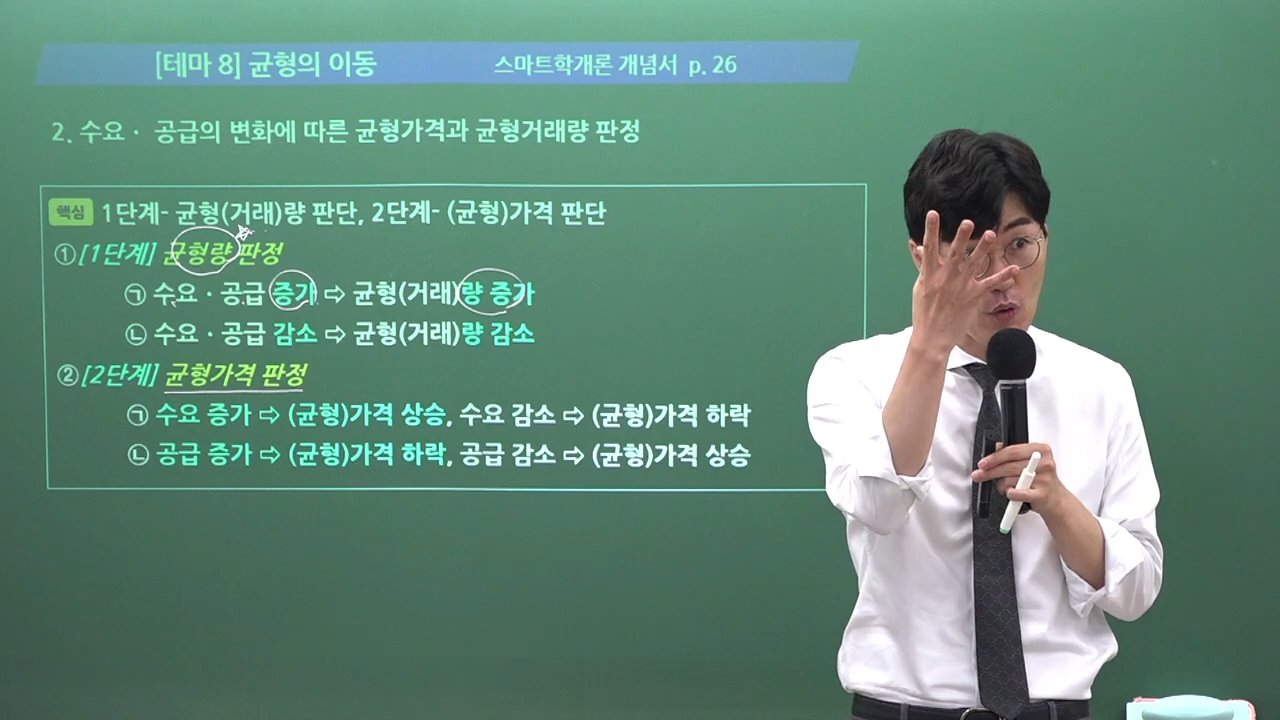 [테마 8] 균형의 이동 스마트학개론 개념서 p. 26
2. 수요 · 공급의 변화에 따른 균형가격과 균형거래량 판정
핵심 1단계- 균형(거래)량 판단, 2단계- (균형)가격 판단
①[1단계] 균형량 판정
㉠ 수요 · 공급 증가 ⇨ 균형(거래)량 증가
㉡ 수요 · 공급 감소 ⇨ 균형(거래)량 감소
②[2단계] 균형가격 판정
㉠ 수요 증가 ⇨ (균형)가격 상승, 수요 감소 ⇨ (균형)가격 하락
㉡ 공급 증가 ⇨ (균형)가격 하락, 공급 감소 ⇨ (균형)가격 상승